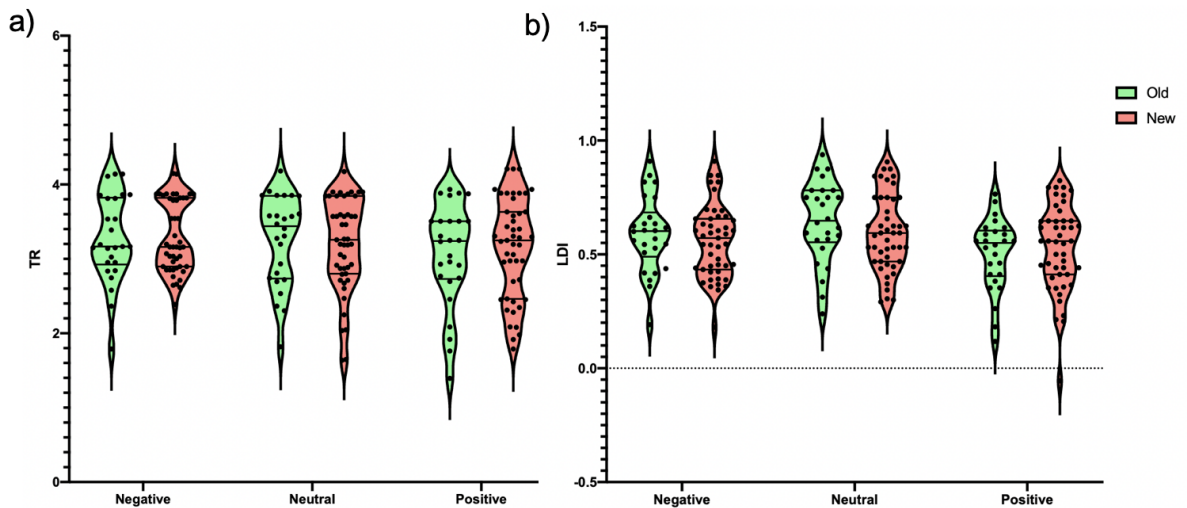 a)
6
4
2
0
TR
Negative Neutral Positive
b)
1.5
1.0
0.5
0.0
-0.5
LDI
Negative Neutral Positive
Old
New